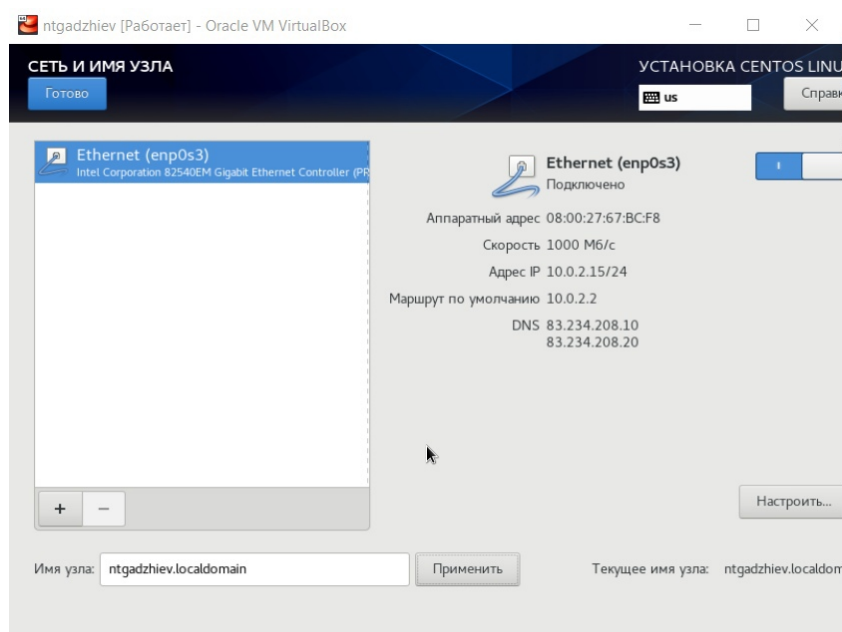 ntgadzhiev [Работает] - Oracle VM VirtualBox
СЕТЬ И ИМЯ УЗЛА
УСТАНОВКА CENTOS LINU
Готово
us
Справк
Ethernet (enp0s3)
Intel Corporation 82540EM Gigabit Ethernet Controller (PR
Ethernet (enp0s3)
Подключено
Аппаратный адрес 08:00:27:67:BC:F8
Скорость 1000 Мб/с
Адрес IP 10.0.2.15/24
Маршрут по умолчанию 10.0.2.2
DNS 83.234.208.10
83.234.208.20
+ −
Настроить...
Имя узла: ntgadzhiev.localdomain Применить Текущее имя узла: ntgadzhiev.localdom